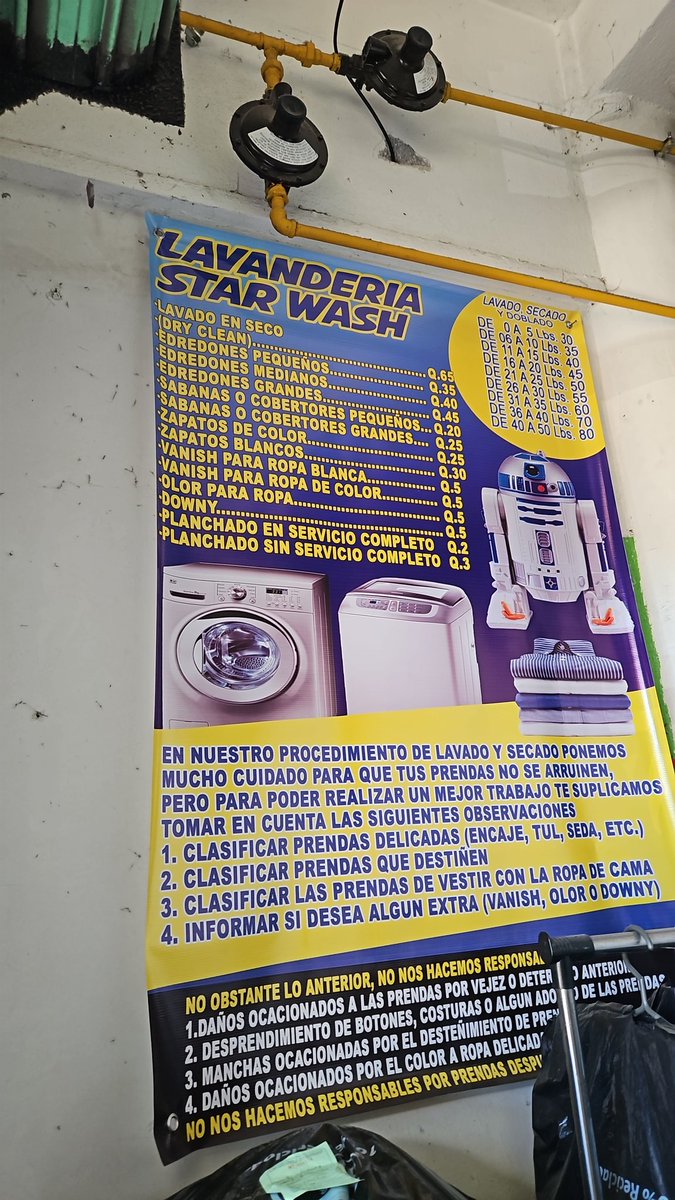 LAVANDERIA
STAR WASH
·LAVADO EN SECO
(DRY CLEAN)............................Q.65
·EDREDONES PEQUEÑOS....................Q.35
·EDREDONES MEDIANOS....................Q.40
·EDREDONES GRANDES.....................Q.45
·SABANAS O COBERTORES PEQUEÑOS..Q.20
·SABANAS O COBERTORES GRANDES....Q.25
·ZAPATOS DE COLOR.......................Q.25
·ZAPATOS BLANCOS........................Q.30
·VANISH PARA ROPA BLANCA..............Q.5
·VANISH PARA ROPA DE COLOR...........Q.5
·OLOR PARA ROPA.........................Q.5
·DOWNY..................................Q.5
·PLANCHADO EN SERVICIO COMPLETO Q.2
·PLANCHADO SIN SERVICIO COMPLETO Q.3
LAVADO, SECADO
Y DOBLADO
DE 0 A 5 Lbs. 30
DE 06 A 10 Lbs. 35
DE 11 A 15 Lbs. 40
DE 16 A 20 Lbs. 45
DE 21 A 25 Lbs. 50
DE 26 A 30 Lbs. 55
DE 31 A 35 Lbs. 60
DE 36 A 40 Lbs. 70
DE 40 A 50 Lbs. 80
EN NUESTRO PROCEDIMIENTO DE LAVADO Y SECADO PONEMOS
MUCHO CUIDADO PARA QUE TUS PRENDAS NO SE ARRUINEN,
PERO PARA PODER REALIZAR UN MEJOR TRABAJO TE SUPLICAMOS
TOMAR EN CUENTA LAS SIGUIENTES OBSERVACIONES
1. CLASIFICAR PRENDAS DELICADAS (ENCAJE, TUL, SEDA, ETC.)
2. CLASIFICAR PRENDAS QUE DESTIÑEN
3. CLASIFICAR LAS PRENDAS DE VESTIR CON LA ROPA DE CAMA
4. INFORMAR SI DESEA ALGUN EXTRA (VANISH, OLOR O DOWNY)
NO OBSTANTE LO ANTERIOR, NO NOS HACEMOS RESPONSA
1.DAÑOS OCACIONADOS A LAS PRENDAS POR VEJEZ O DETE O ANTERIO
2. DESPRENDIMIENTO DE BOTONES, COSTURAS O ALGUN ADO DE LAS PRENDAS
3. MANCHAS OCACIONADAS POR EL DESTEÑIMIENTO DE PREN
4. DAÑOS OCACIONADOS POR EL COLOR A ROPA DELICAD
NO NOS HACEMOS RESPONSABLES POR PRENDAS DESPU